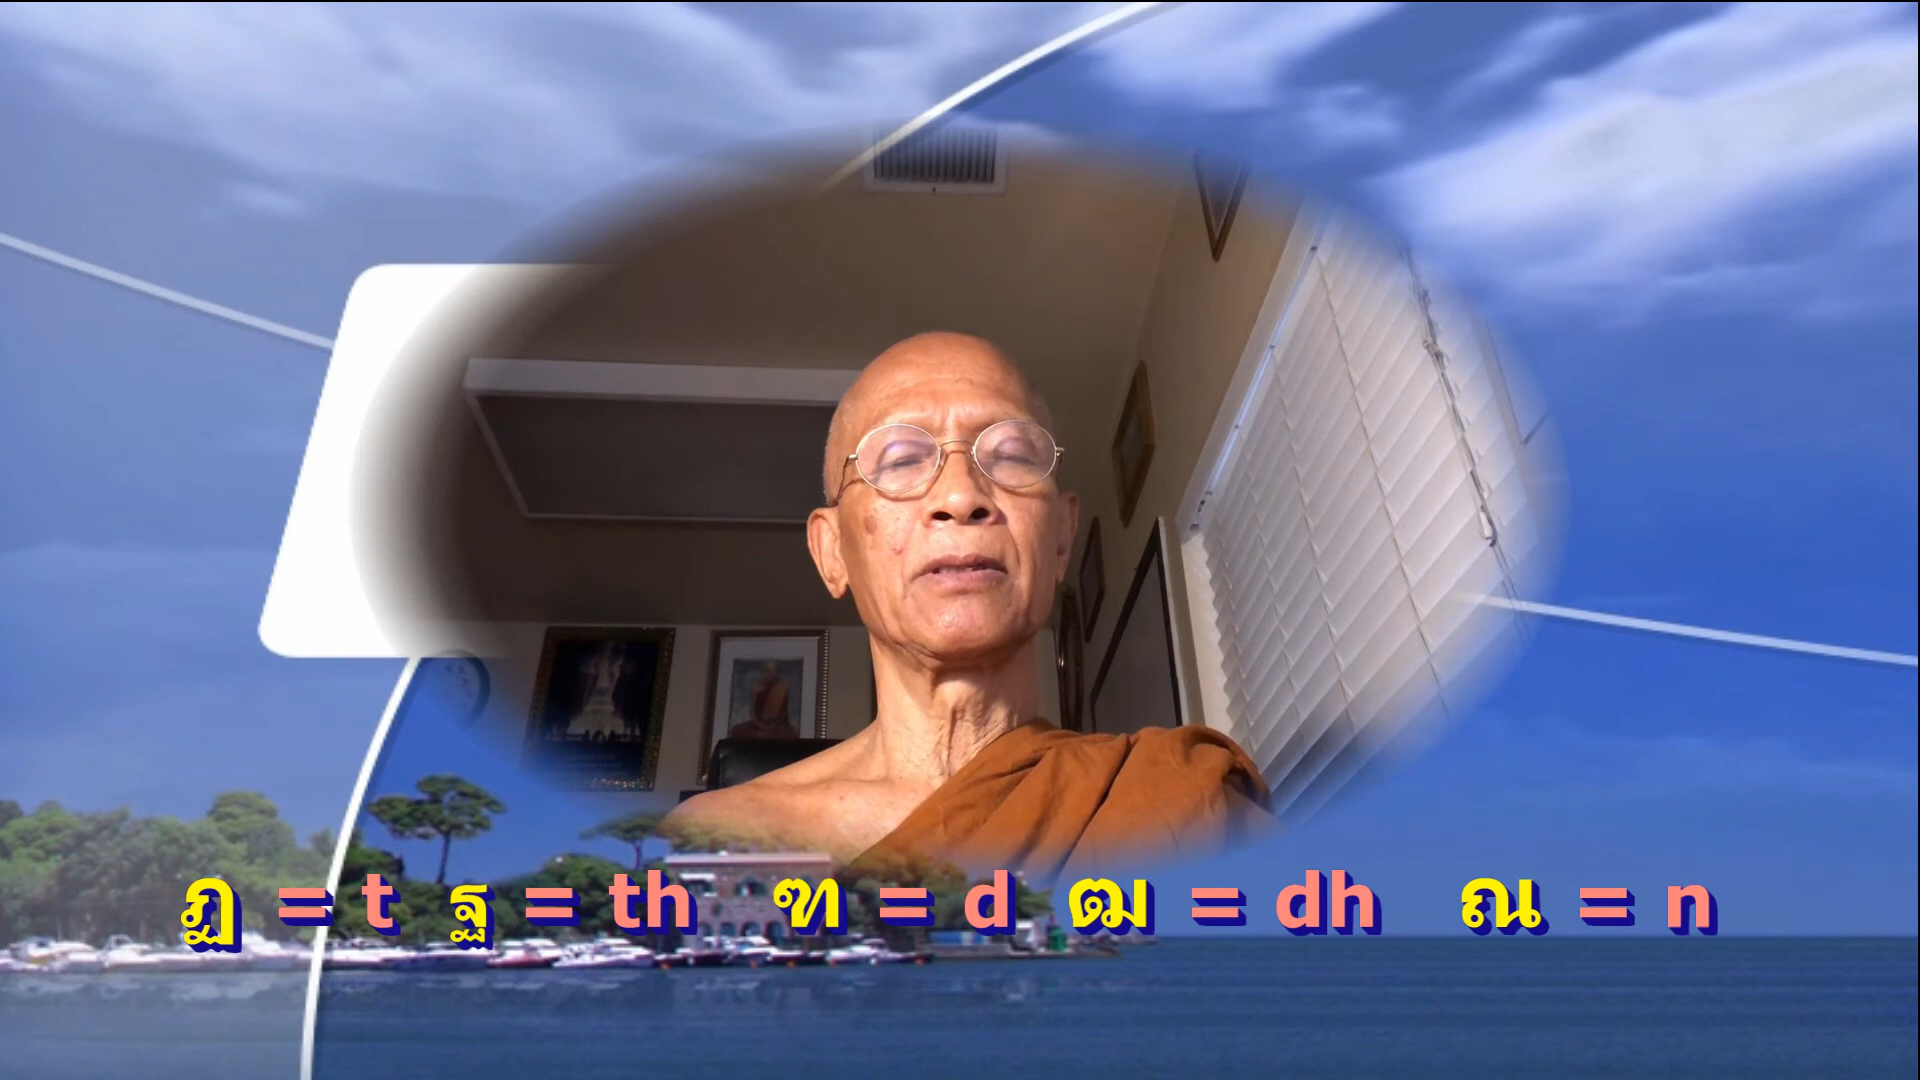 ฏ = t ฐ = th ฑ = d ฒ = dh ณ = n